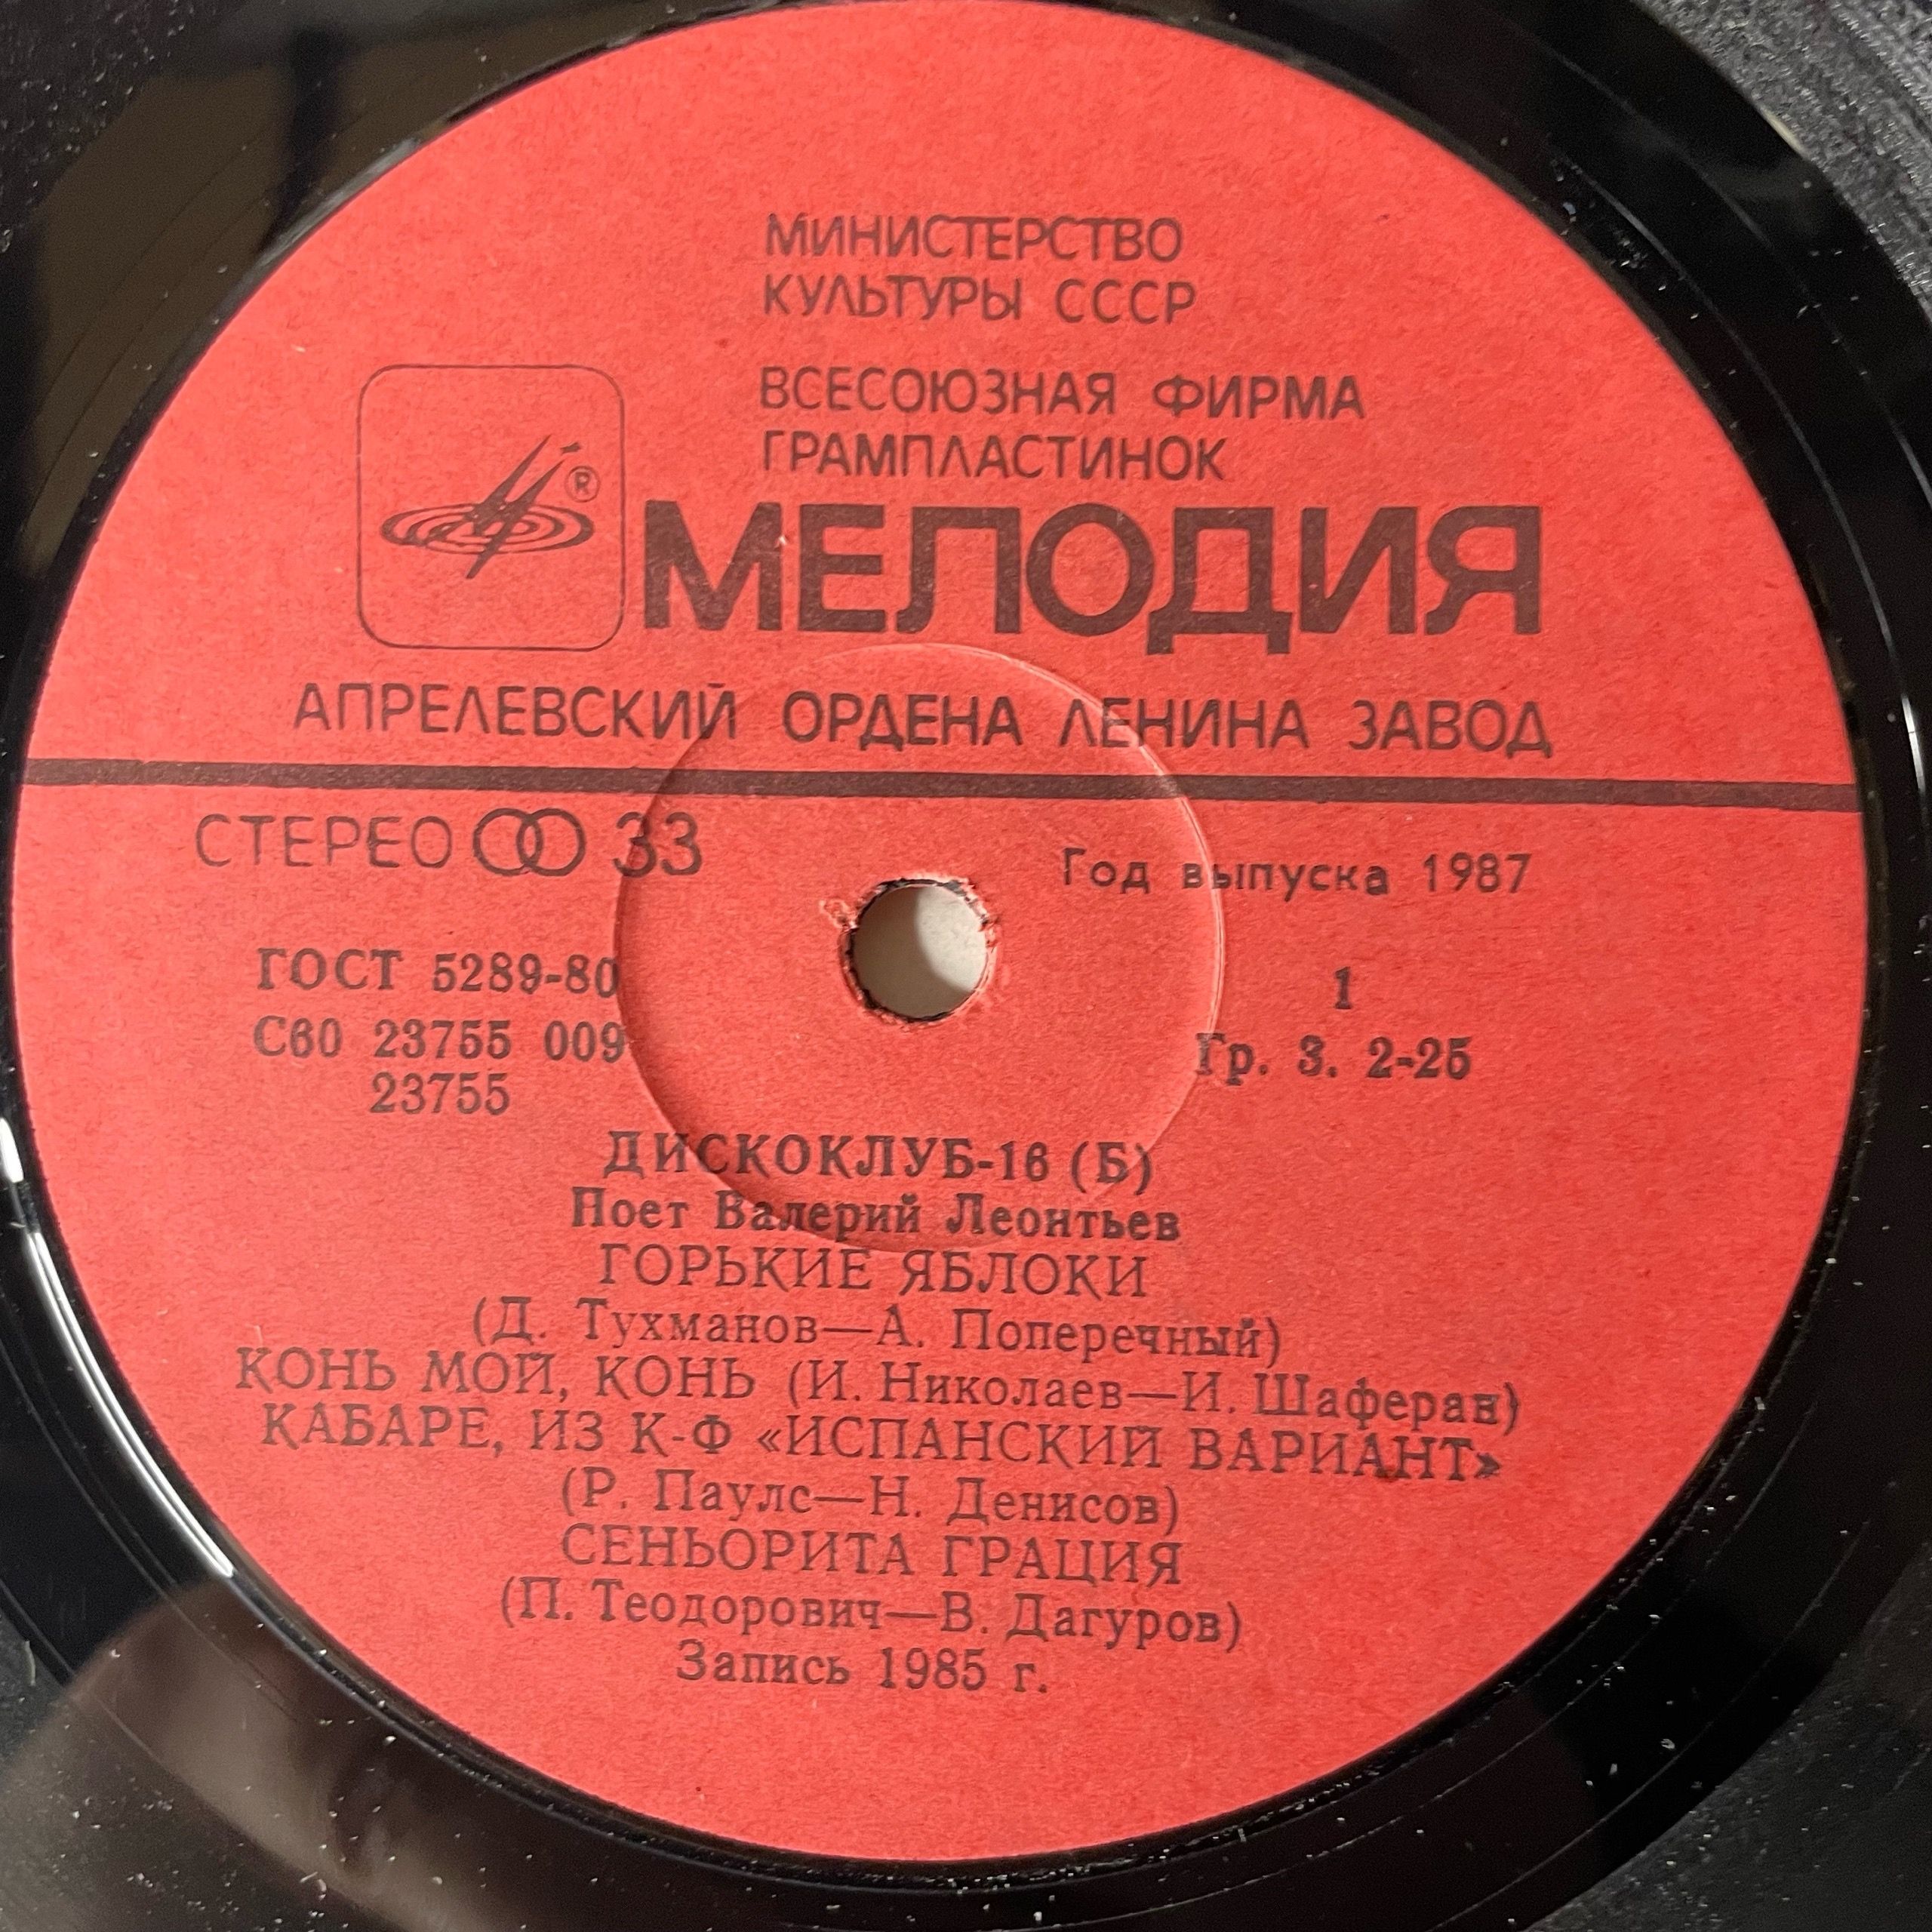 МИНИСТЕРСТВО
КУЛЬТУРЫ СССР
ВСЕСОЮЗНАЯ ФИРМА
ГРАМПЛАСТИНОК
®
МЕЛОДИЯ
АПРЕЛЕВСКИЙ ОРДЕНА ЛЕНИНА ЗАВОД
СТЕРЕО 33
Год выпуска 1987
ГОСТ 5289-80
1
С60 23755 009
Гр. 3. 2-25
23755
ДИСКОКЛУБ-16 (Б)
Поет Валерий Леонтьев
ГОРЬКИЕ ЯБЛОКИ
(Д. Тухманов—А. Поперечный)
КОНЬ МОЙ, КОНЬ (И. Николаев—И. Шаферан)
КАБАРЕ, ИЗ К-Ф «ИСПАНСКИЙ ВАРИАНТ»
(Р. Паулс—Н. Денисов)
СЕНЬОРИТА ГРАЦИЯ
(П. Теодорович—В. Дагуров)
Запись 1985 г.